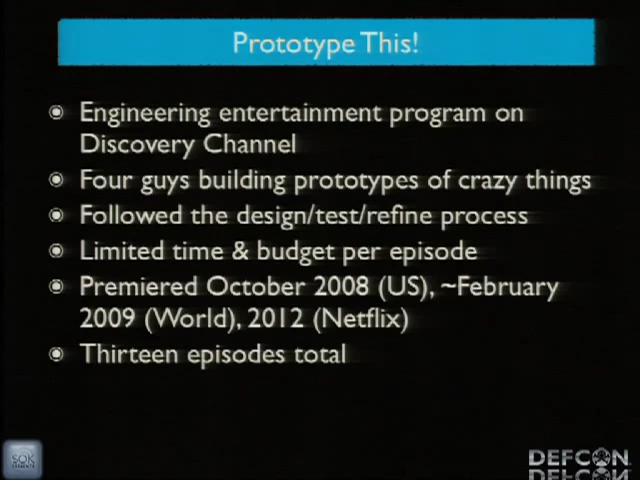 Prototype This!
Engineering entertainment program on
Discovery Channel
Four guys building prototypes of crazy things
Followed the design/test/refine process
Limited time & budget per episode
Premiered October 2008 (US), ~February
2009 (World), 2012 (Netflix)
Thirteen episodes total
SOK
DEFCON